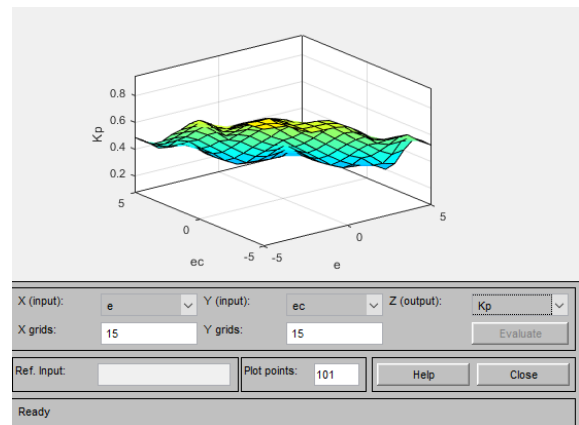 0.8
0.6
0.4
0.2
Kp
5
0
-5
ec
-5
0
5
e
X (input): e Y (input): ec Z (output): Kp
X grids: 15 Y grids: 15 Evaluate
Ref. Input: Plot points: 101 Help Close
Ready